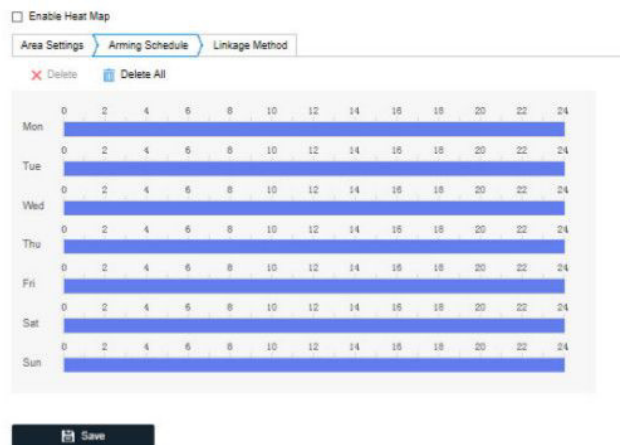 Enable Heat Map
Area Settings Arming Schedule Linkage Method
Delete Delete All
0 2 4 6 8 10 12 14 16 18 20 22 24
Mon
0 2 4 6 8 10 12 14 16 18 20 22 24
Tue
0 2 4 6 8 10 12 14 16 18 20 22 24
Wed
0 2 4 6 8 10 12 14 16 18 20 22 24
Thu
0 2 4 6 8 10 12 14 16 18 20 22 24
Fri
0 2 4 6 8 10 12 14 16 18 20 22 24
Sat
0 2 4 6 8 10 12 14 16 18 20 22 24
Sun
Save